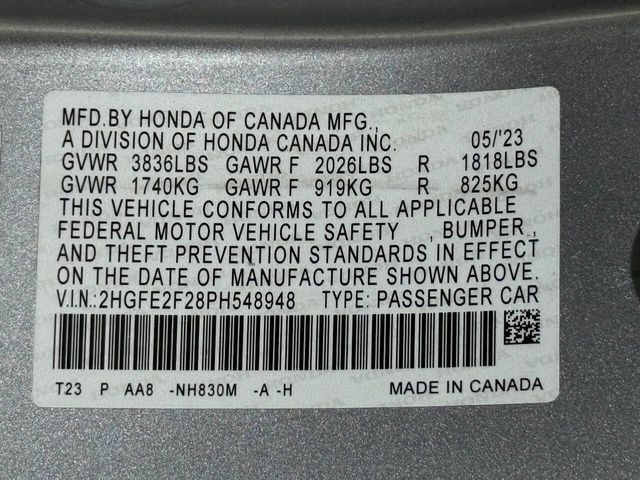 MFD.BY HONDA OF CANADA MFG.,
A DIVISION OF HONDA CANADA INC. 05/'23
GVWR 3836LBS GAWR F 2026LBS R 1818LBS
GVWR 1740KG GAWR F 919KG R 825KG
THIS VEHICLE CONFORMS TO ALL APPLICABLE
FEDERAL MOTOR VEHICLE SAFETY , BUMPER ,
AND THEFT PREVENTION STANDARDS IN EFFECT
ON THE DATE OF MANUFACTURE SHOWN ABOVE.
V.I.N.:2HGFE2F28PH548948 TYPE: PASSENGER CAR
T23 P AA8 -NH830M -A -H MADE IN CANADA